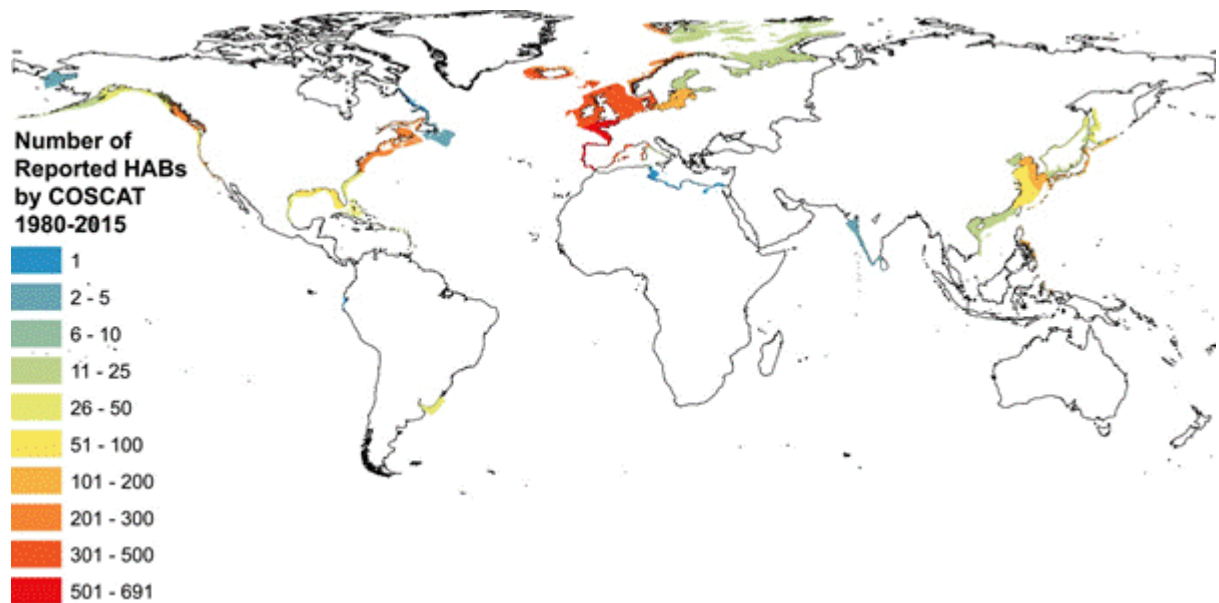 Number of
Reported HABs
by COSCAT
1980-2015
1
2 - 5
6 - 10
11 - 25
26 - 50
51 - 100
101 - 200
201 - 300
301 - 500
501 - 691